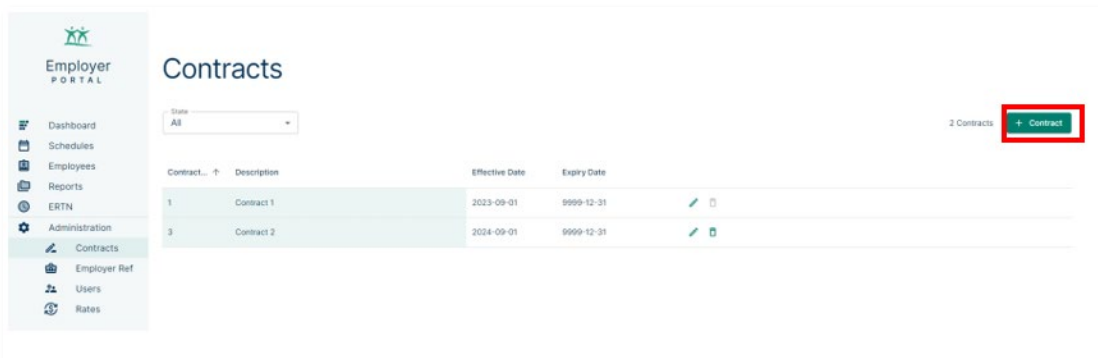 Employer
PORTAL
Contracts
State
All
2 Contracts
+ Contract
Dashboard
Schedules
Employees
Reports
ERTN
Administration
Contracts
Employer Ref
Users
Rates
Contract... ↑ Description Effective Date Expiry Date
1 Contract 1 2023-09-01 9999-12-31
3 Contract 2 2024-09-01 9999-12-31